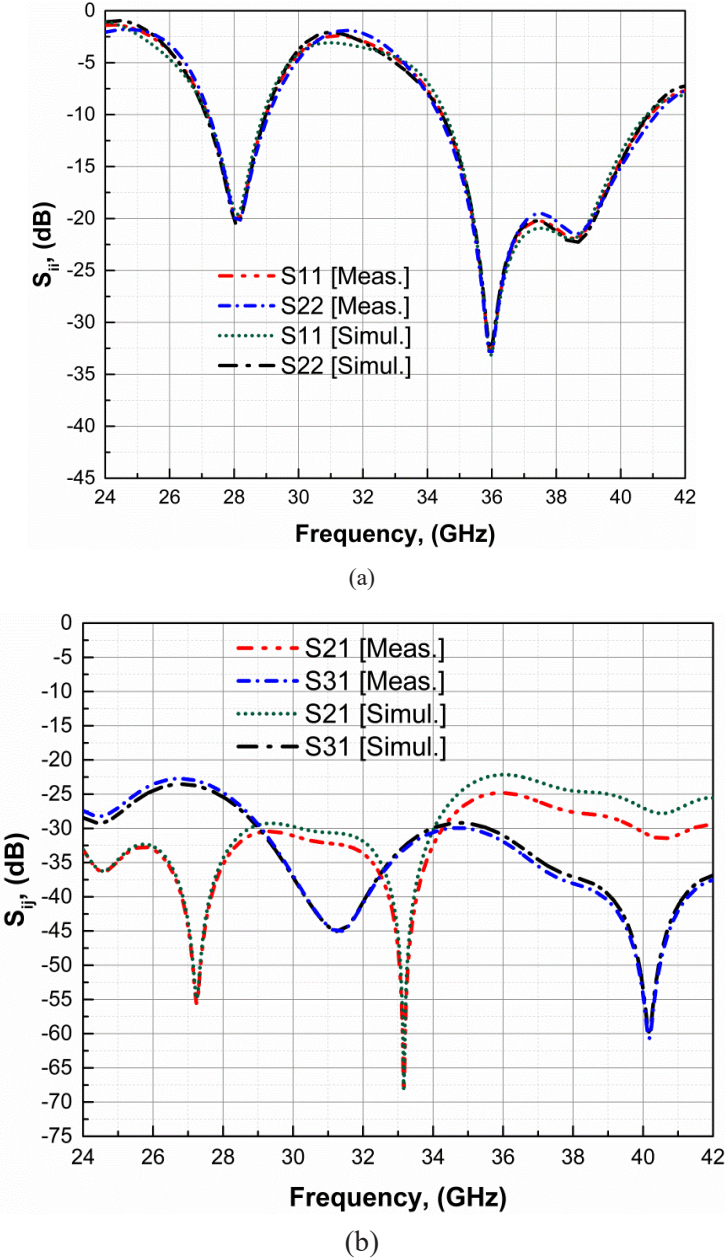 0
-5
-10
-15
-20
-25
-30
-35
-40
-45
S_ii, (dB)
S11 [Meas.]
S22 [Meas.]
S11 [Simul.]
S22 [Simul.]
24 26 28 30 32 34 36 38 40 42
Frequency, (GHz)
(a)
0
-5
-10
-15
-20
-25
-30
-35
-40
-45
-50
-55
-60
-65
-70
-75
S_ij, (dB)
S21 [Meas.]
S31 [Meas.]
S21 [Simul.]
S31 [Simul.]
24 26 28 30 32 34 36 38 40 42
Frequency, (GHz)
(b)